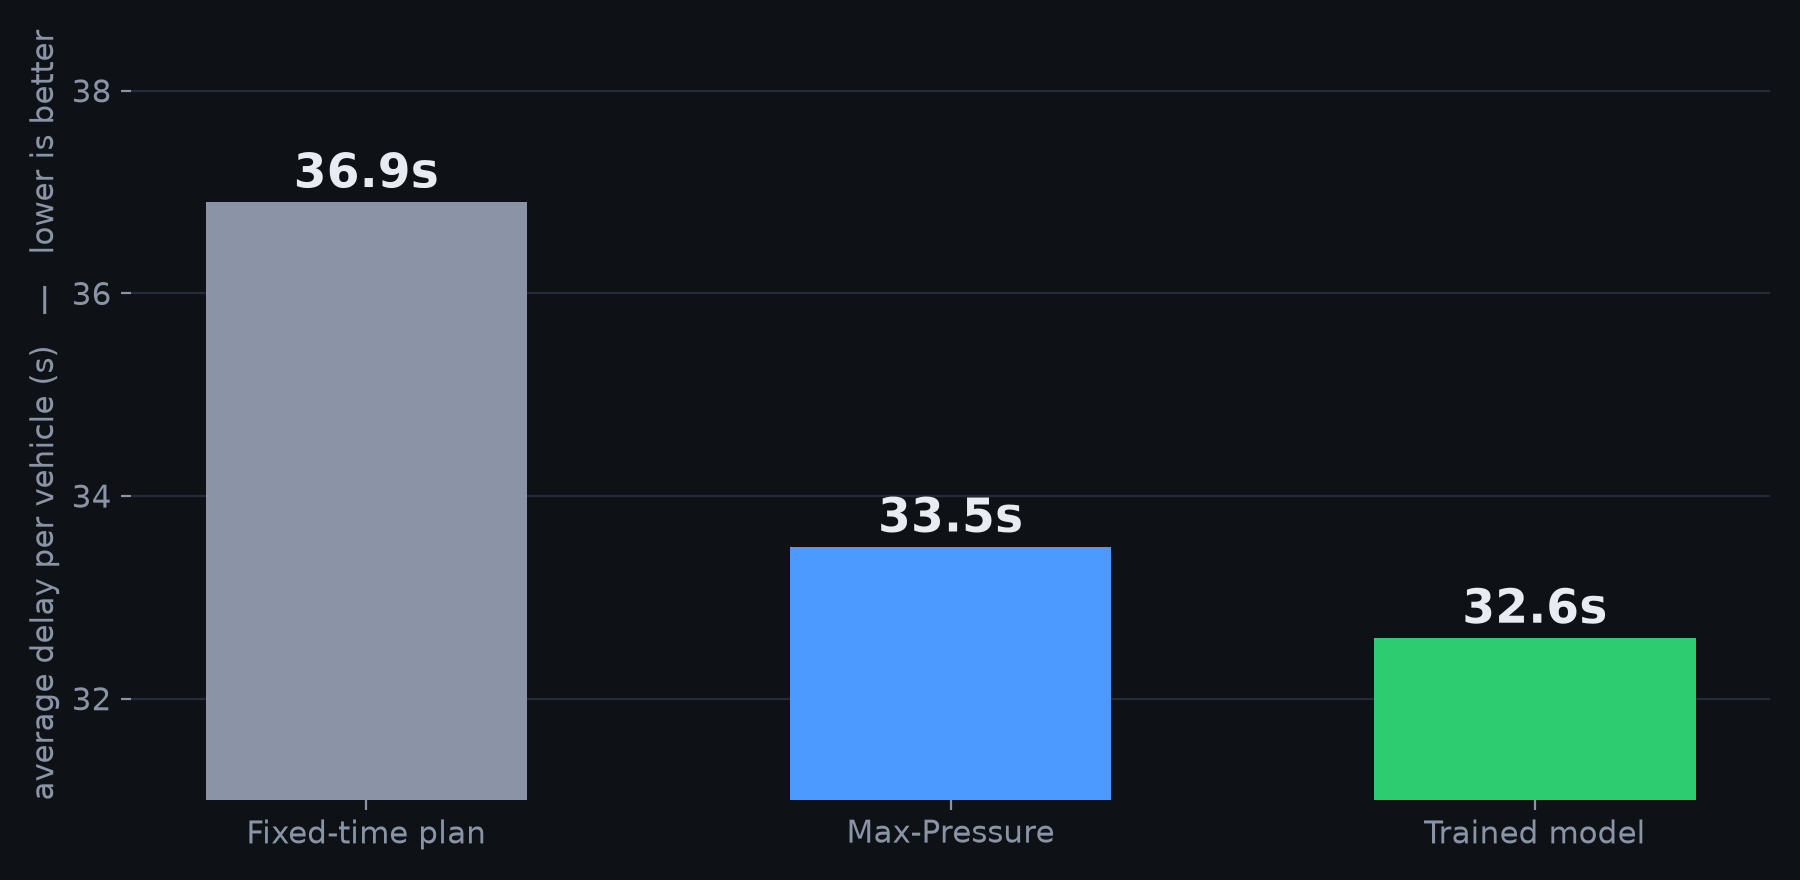 average delay per vehicle (s) — lower is better
38
36
34
32
36.9s
33.5s
32.6s
Fixed-time plan
Max-Pressure
Trained model